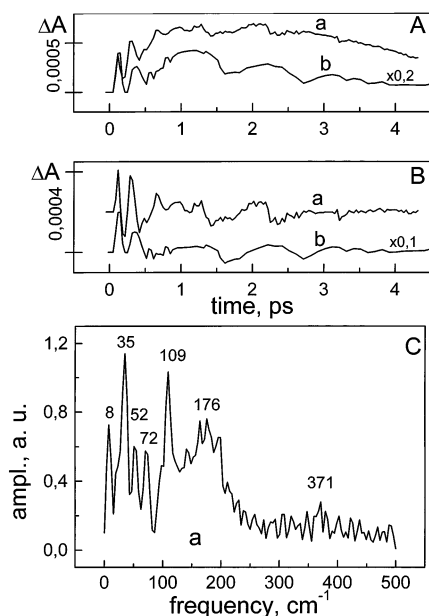 ΔA
0,0005
a
A
b
x0,2
0 1 2 3 4
ΔA
0,0004
a
B
b
x0,1
0 1 2 3 4
time, ps
ampl., a. u.
1,2
0,8
0,4
0,0
8
35
52
72
109
176
371
C
a
0 100 200 300 400 500
frequency, cm⁻¹